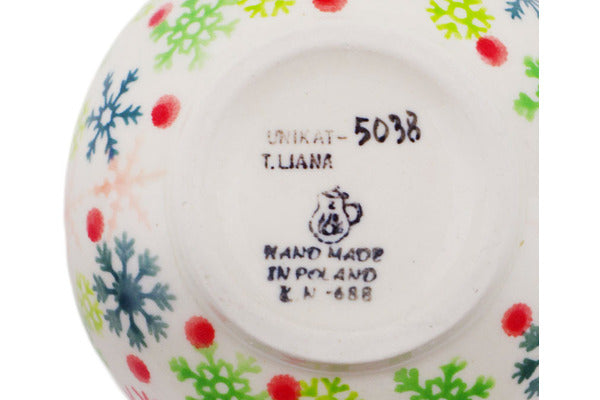 UNIKAT-5038
T.LIANA
HAND MADE
IN POLAND
K N-688